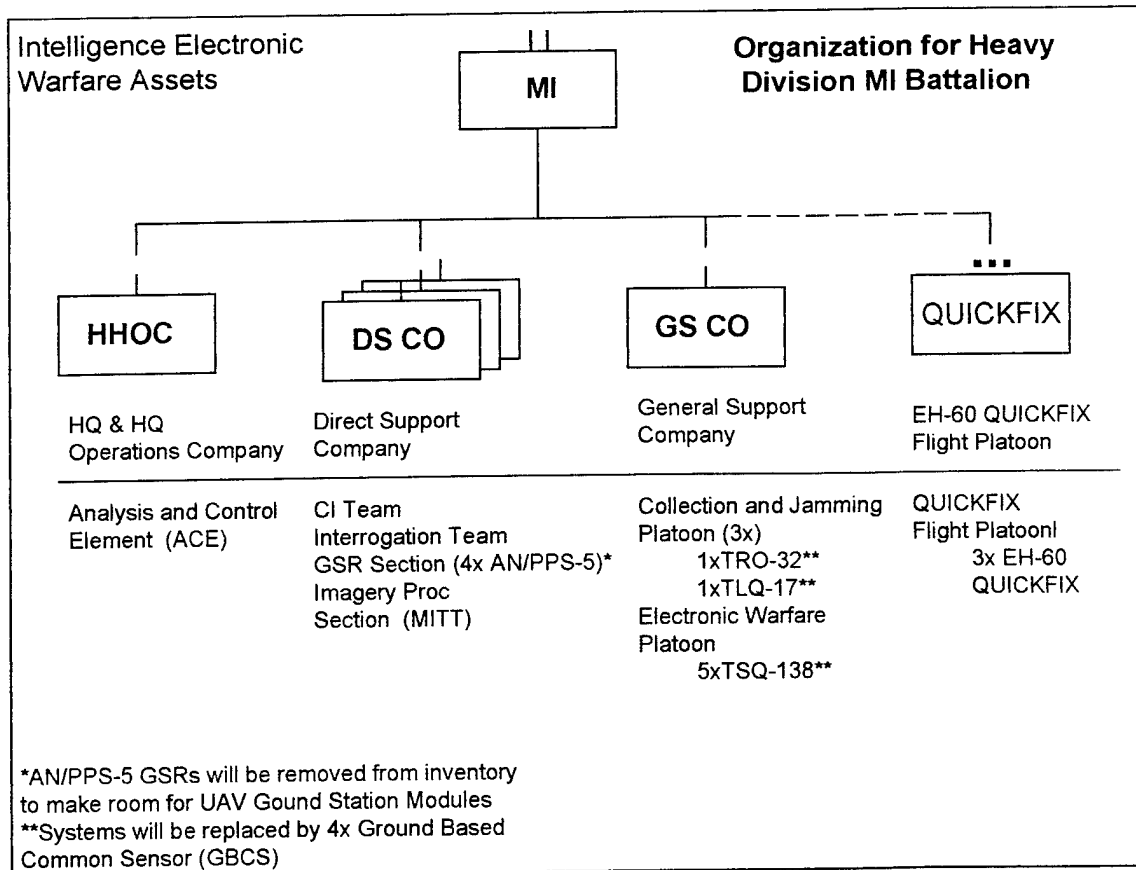 Intelligence Electronic
Warfare Assets
Organization for Heavy
Division MI Battalion
MI
HHOC
DS CO
GS CO
QUICKFIX
HQ & HQ
Operations Company
Direct Support
Company
General Support
Company
EH-60 QUICKFIX
Flight Platoon
Analysis and Control
Element (ACE)
CI Team
Interrogation Team
GSR Section (4x AN/PPS-5)*
Imagery Proc
Section (MITT)
Collection and Jamming
Platoon (3x)
1xTRO-32**
1xTLQ-17**
Electronic Warfare
Platoon
5xTSQ-138**
QUICKFIX
Flight Platoonl
3x EH-60
QUICKFIX
*AN/PPS-5 GSRs will be removed from inventory
to make room for UAV Gound Station Modules
**Systems will be replaced by 4x Ground Based
Common Sensor (GBCS)